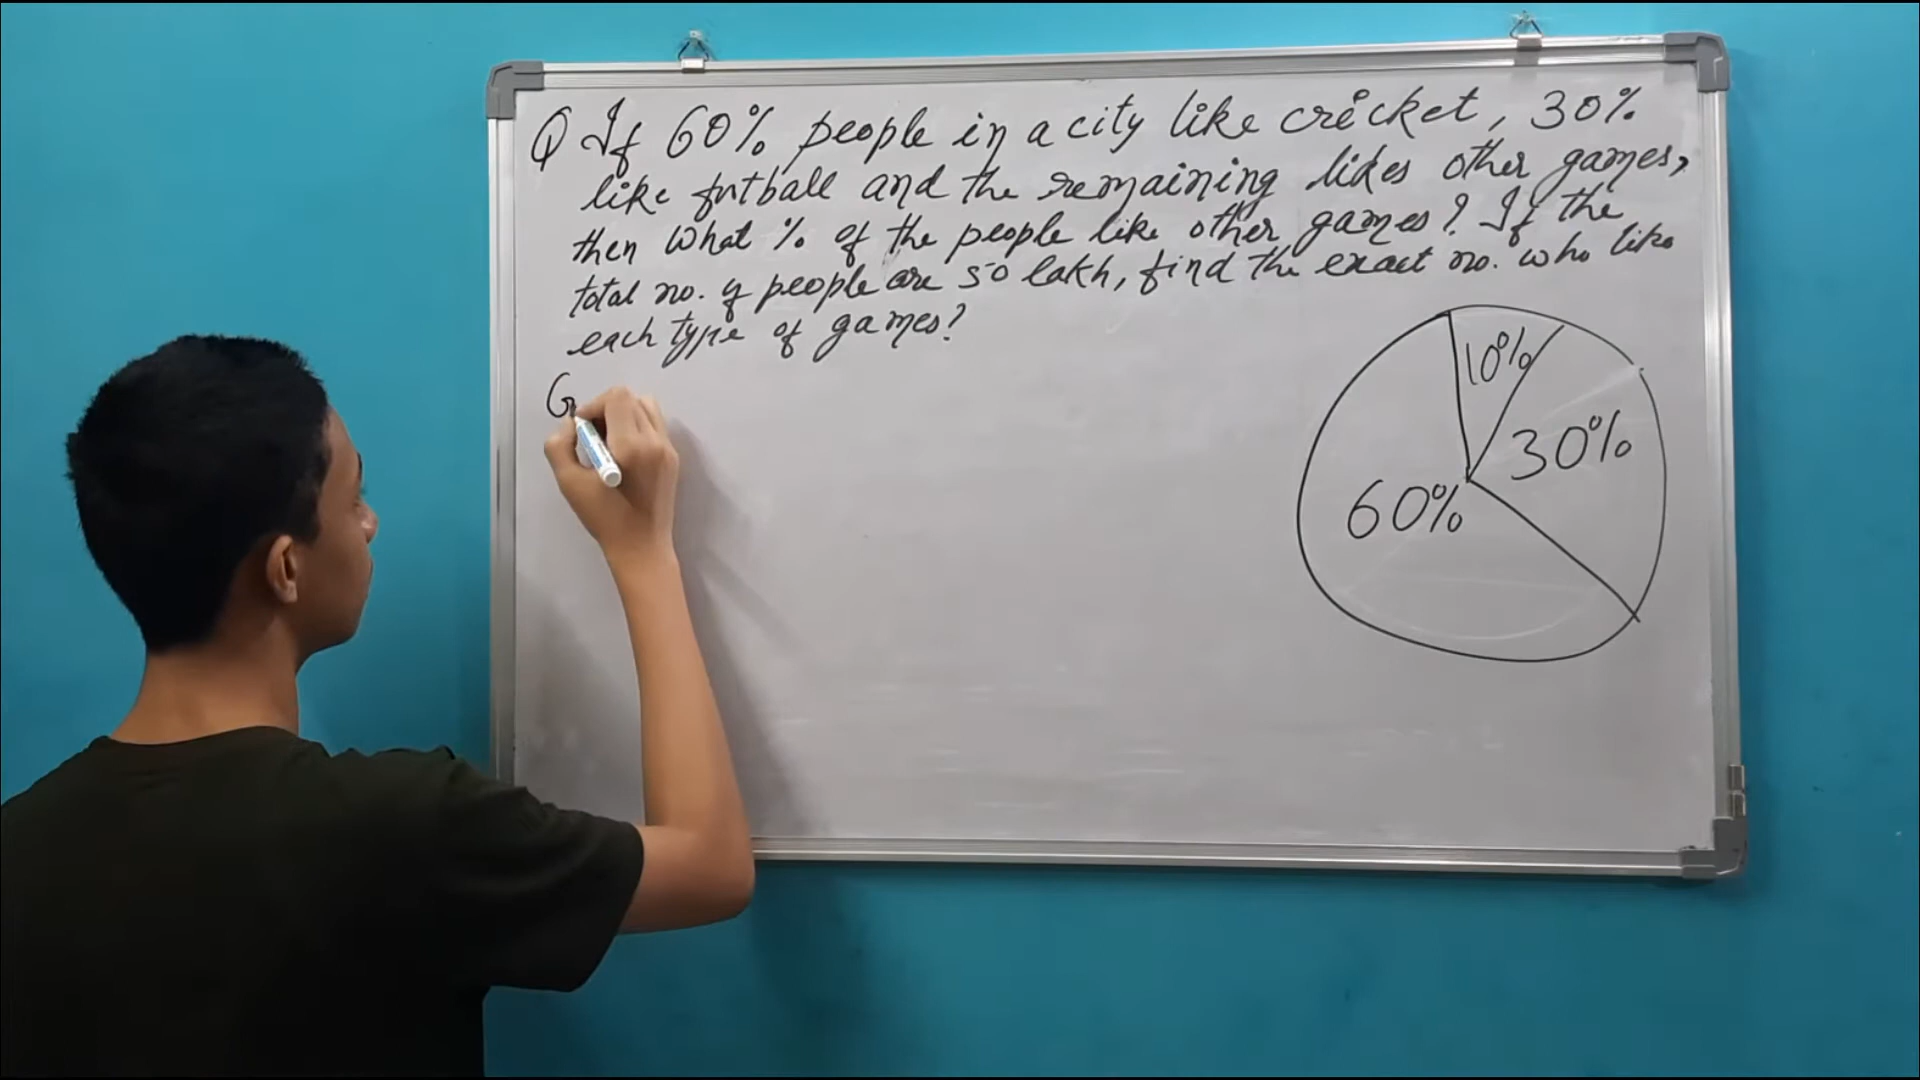 Q If 60% people in a city like cricket, 30%
like futball and the remaining likes other games,
then what % of the people like other games? If the
total no. of people are 50 lakh, find the exact no. who like
each type of games?
G
10%
30%
60%